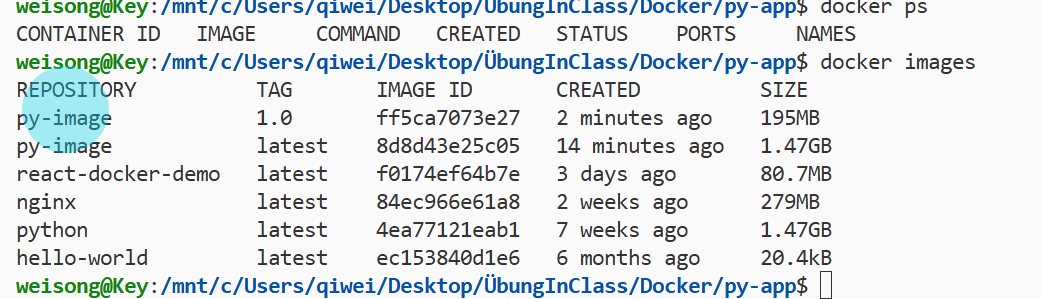 weisong@Key:/mnt/c/Users/qiwei/Desktop/ÜbungInClass/Docker/py-app$ docker ps
CONTAINER ID   IMAGE     COMMAND   CREATED   STATUS    PORTS     NAMES
weisong@Key:/mnt/c/Users/qiwei/Desktop/ÜbungInClass/Docker/py-app$ docker images
REPOSITORY          TAG       IMAGE ID       CREATED          SIZE
py-image            1.0       ff5ca7073e27   2 minutes ago    195MB
py-image            latest    8d8d43e25c05   14 minutes ago   1.47GB
react-docker-demo   latest    f0174ef64b7e   3 days ago       80.7MB
nginx               latest    84ec966e61a8   2 weeks ago      279MB
python              latest    4ea77121eab1   7 weeks ago      1.47GB
hello-world         latest    ec153840d1e6   6 months ago     20.4kB
weisong@Key:/mnt/c/Users/qiwei/Desktop/ÜbungInClass/Docker/py-app$